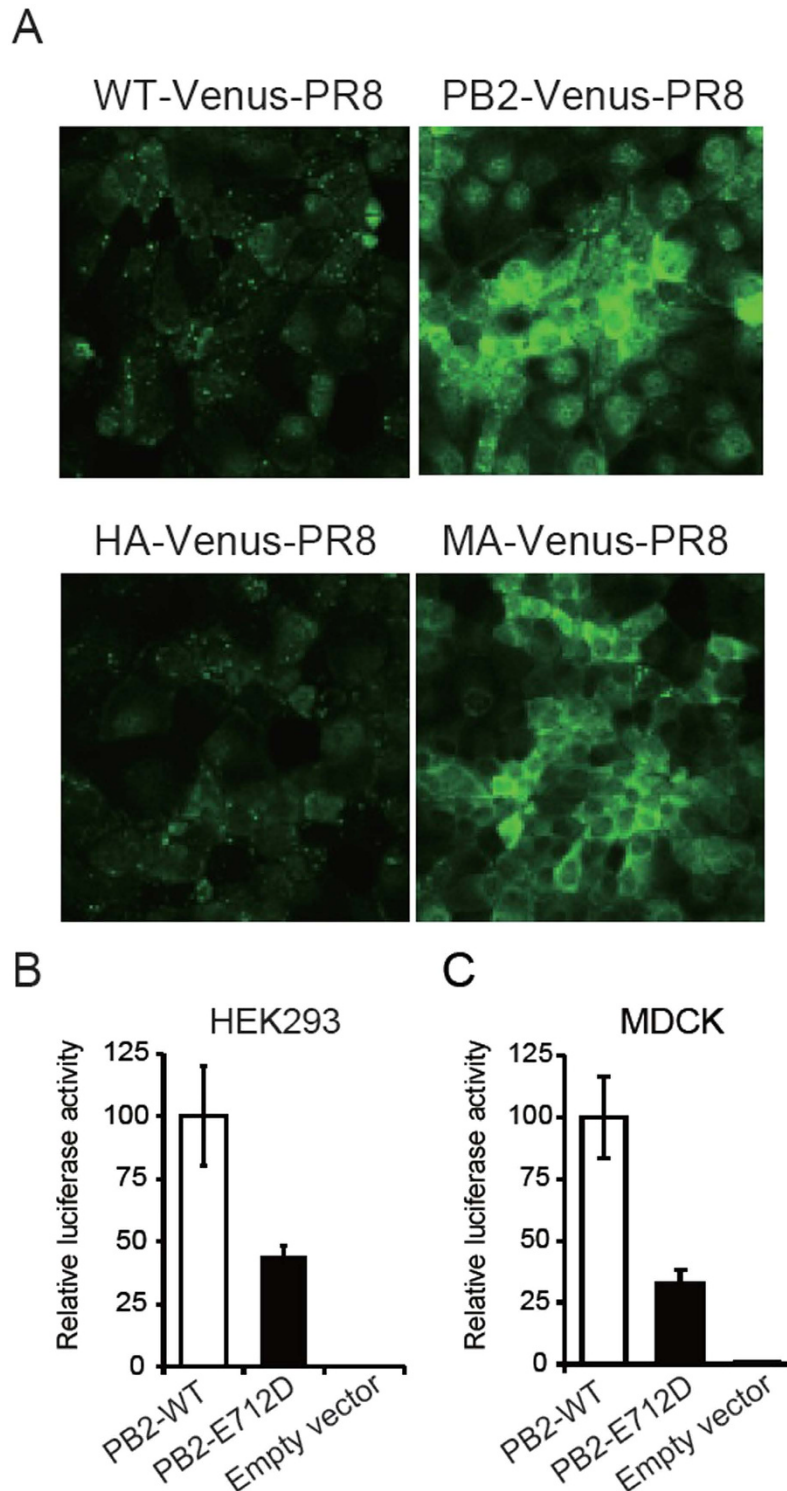 A
WT-Venus-PR8 PB2-Venus-PR8
HA-Venus-PR8 MA-Venus-PR8
B
HEK293
Relative luciferase activity
125
100
75
50
25
0
PB2-WT
PB2-E712D
Empty vector
C
MDCK
Relative luciferase activity
125
100
75
50
25
0
PB2-WT
PB2-E712D
Empty vector